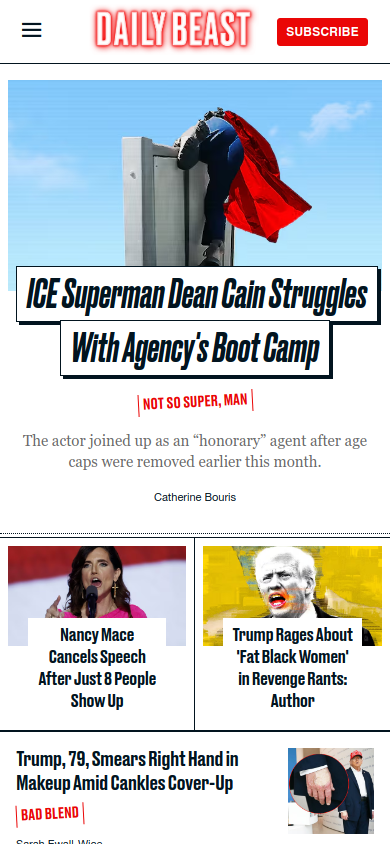 DAILY BEAST
SUBSCRIBE
ICE Superman Dean Cain Struggles
With Agency's Boot Camp
NOT SO SUPER, MAN
The actor joined up as an “honorary” agent after age
caps were removed earlier this month.
Catherine Bouris
Nancy Mace
Cancels Speech
After Just 8 People
Show Up
Trump Rages About
'Fat Black Women'
in Revenge Rants:
Author
Trump, 79, Smears Right Hand in
Makeup Amid Cankles Cover-Up
BAD BLEND